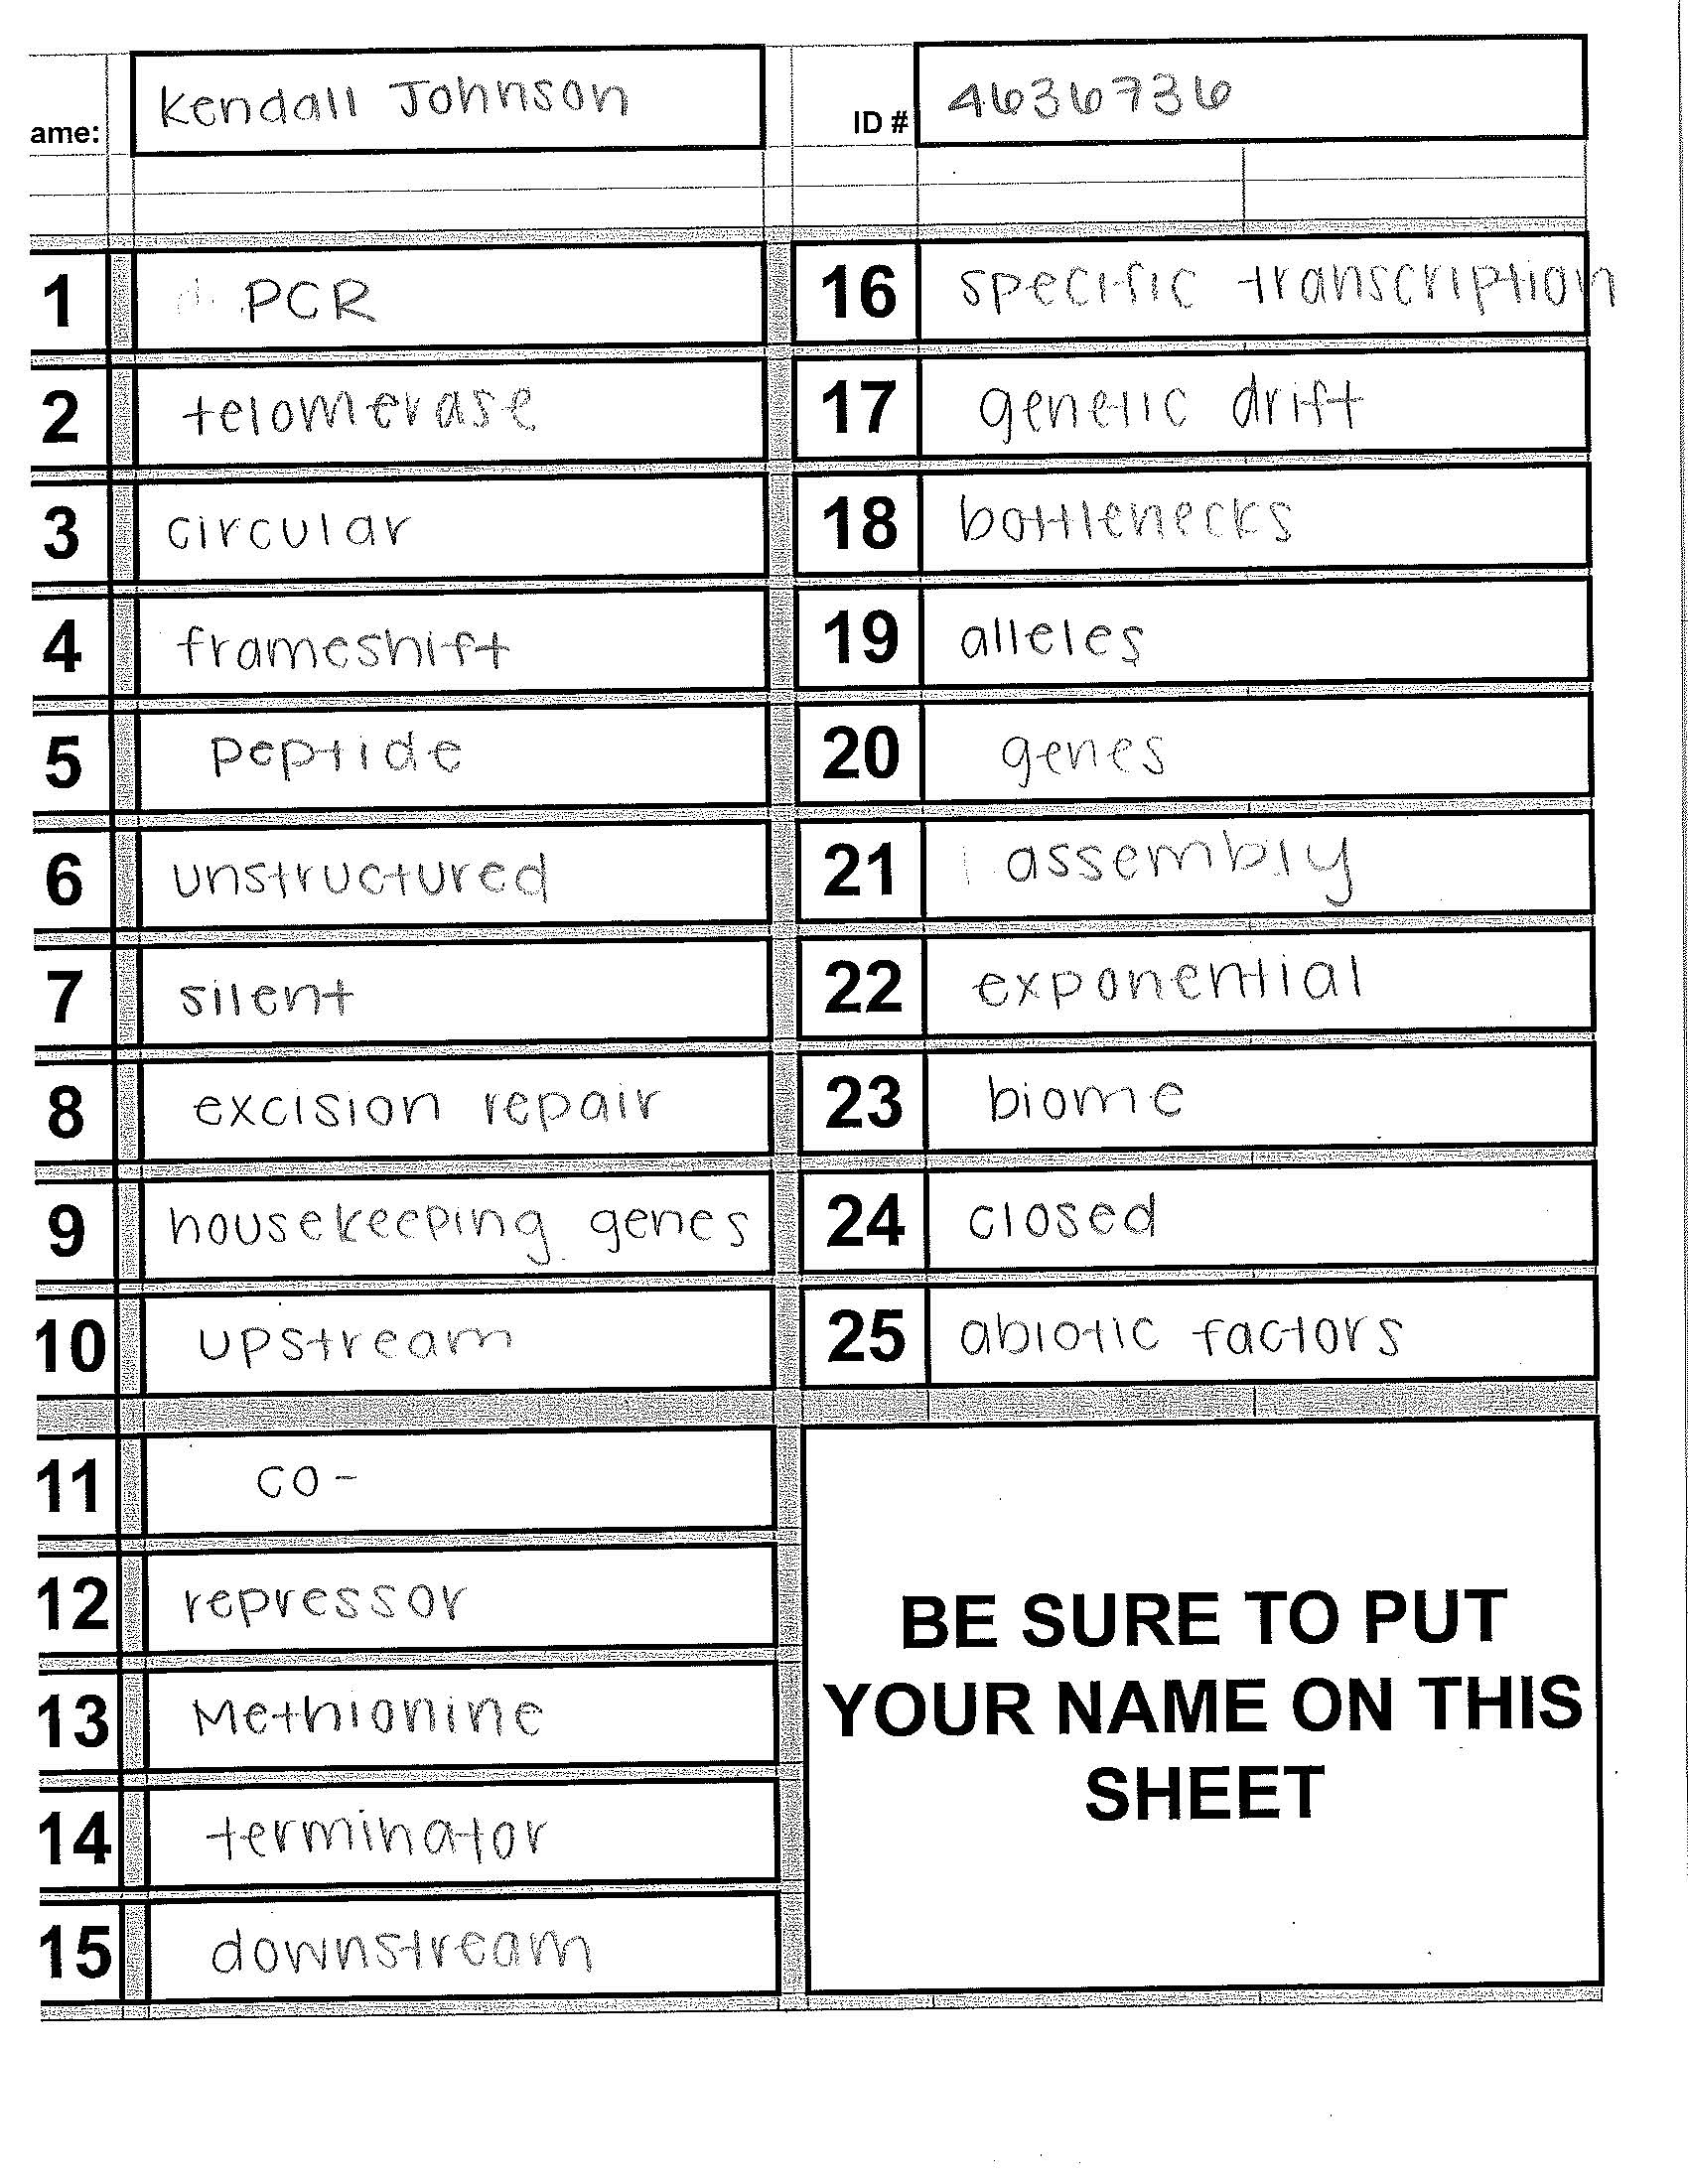 ame: Kendall Johnson ID # 4636736
1 PCR
2 telomerase
3 circular
4 frameshift
5 peptide
6 unstructured
7 silent
8 excision repair
9 housekeeping genes
10 upstream
11 co-
12 repressor
13 Methionine
14 terminator
15 downstream
16 specific transcription
17 genetic drift
18 bottlenecks
19 alleles
20 genes
21 assembly
22 exponential
23 biome
24 closed
25 abiotic factors
BE SURE TO PUT
YOUR NAME ON THIS
SHEET